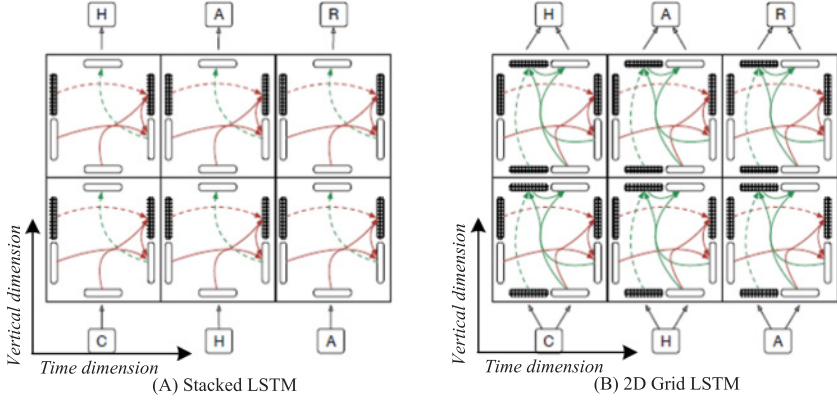 H A R
H A R
Vertical dimension
C H A
Time dimension
(A) Stacked LSTM
Vertical dimension
C H A
Time dimension
(B) 2D Grid LSTM